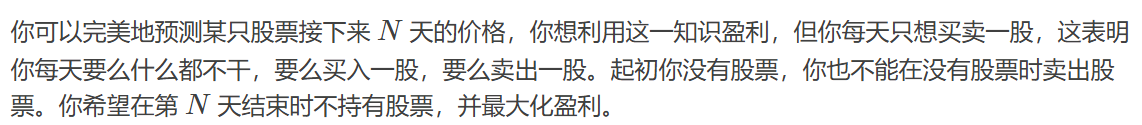 你可以完美地预测某只股票接下来 N 天的价格，你想利用这一知识盈利，但你每天只想买卖一股，这表明
你每天要么什么都不干，要么买入一股，要么卖出一股。起初你没有股票，你也不能在没有股票时卖出股
票。你希望在第 N 天结束时不持有股票，并最大化盈利。